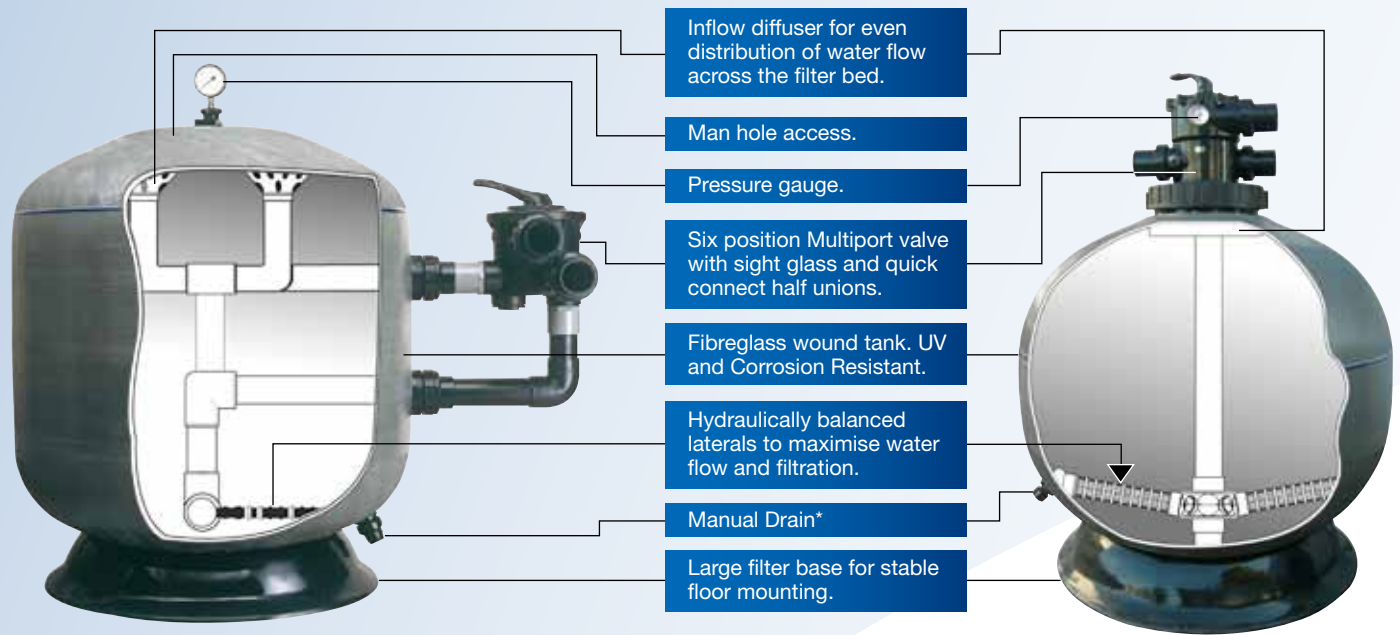 Inflow diffuser for even
distribution of water flow
across the filter bed.
Man hole access.
Pressure gauge.
Six position Multiport valve
with sight glass and quick
connect half unions.
Fibreglass wound tank. UV
and Corrosion Resistant.
Hydraulically balanced
laterals to maximise water
flow and filtration.
Manual Drain*
Large filter base for stable
floor mounting.